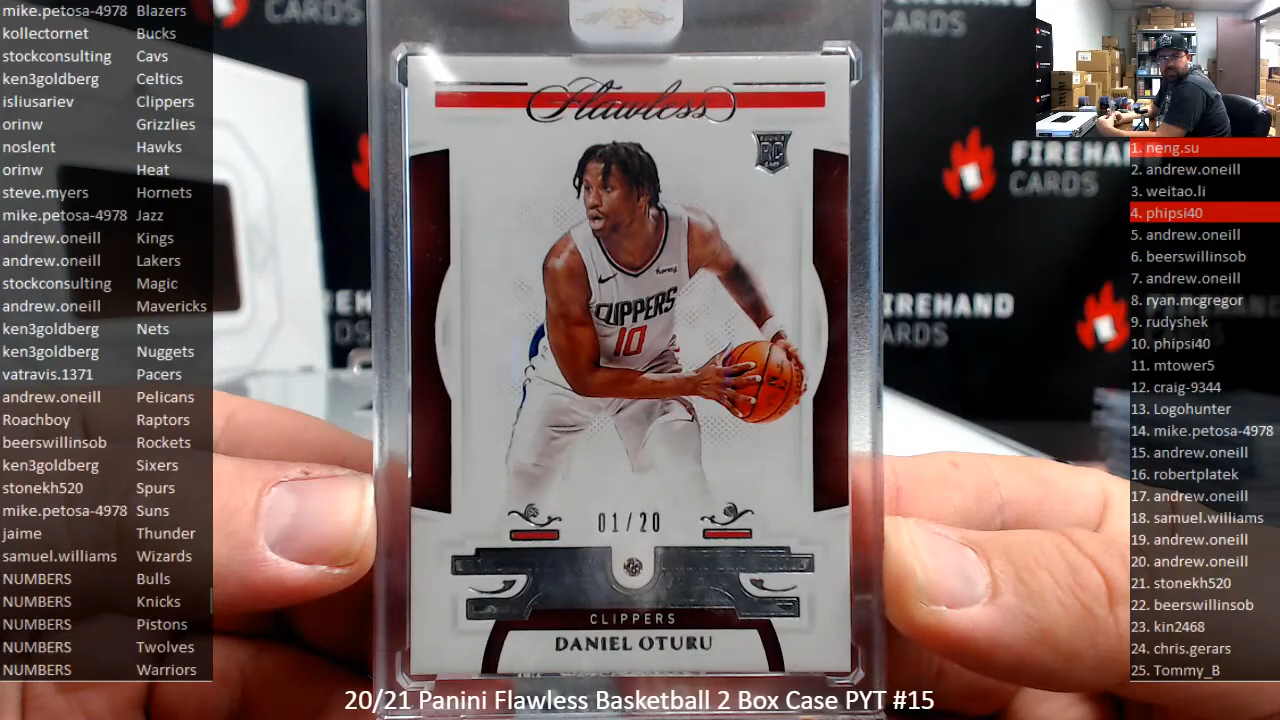 mike.petosa-4978 Blazers
kollectornet Bucks
stockconsulting Cavs
ken3goldberg Celtics
isliusariev Clippers
orinw Grizzlies
noslent Hawks
orinw Heat
steve.myers Hornets
mike.petosa-4978 Jazz
andrew.oneill Kings
andrew.oneill Lakers
stockconsulting Magic
andrew.oneill Mavericks
ken3goldberg Nets
ken3goldberg Nuggets
vatravis.1371 Pacers
andrew.oneill Pelicans
Roachboy Raptors
beerswillinsob Rockets
ken3goldberg Sixers
stonekh520 Spurs
mike.petosa-4978 Suns
jaime Thunder
samuel.williams Wizards
NUMBERS Bulls
NUMBERS Knicks
NUMBERS Pistons
NUMBERS Twolves
NUMBERS Warriors
Flawless
RC
CLIPPERS
10
01/20
CLIPPERS
DANIEL OTURU
FIREHAN
CARDS
FIREHAND
CARDS
1. neng.su
2. andrew.oneill
3. weitao.li
4. phipsi40
5. andrew.oneill
6. beerswillinsob
7. andrew.oneill
8. ryan.mcgregor
9. rudyshek
10. phipsi40
11. mtower5
12. craig-9344
13. Logohunter
14. mike.petosa-4978
15. andrew.oneill
16. robertplatek
17. andrew.oneill
18. samuel.williams
19. andrew.oneill
20. andrew.oneill
21. stonekh520
22. beerswillinsob
23. kin2468
24. chris.gerars
25. Tommy_B
20/21 Panini Flawless Basketball 2 Box Case PYT #15